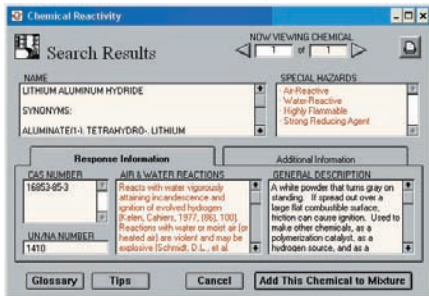 Chemical Reactivity
Search Results
NOW VIEWING CHEMICAL
1 of 1
NAME
LITHIUM ALUMINUM HYDRIDE
SYNONYMS:
ALUMINATE(1-), TETRAHYDRO-, LITHIUM
SPECIAL HAZARDS
· Air-Reactive
· Water-Reactive
· Highly Flammable
· Strong Reducing Agent
Response Information
Additional Information
CAS NUMBER
16853-85-3
UN/NA NUMBER
1410
AIR & WATER REACTIONS
Reacts with water vigorously
attaining incandescence and
ignition of evolved hydrogen
[Kelen, Cahiers, 1977, (86), 100].
Reactions with water or moist air (or
heated air) are violent and may be
explosive [Schmidt, D.L., et al.
GENERAL DESCRIPTION
A white powder that turns gray on
standing. If spread out over a
large flat combustible surface,
friction can cause ignition. Used to
make other chemicals, as a
polymerization catalyst, as a
hydrogen source, and as a
Glossary
Tips
Cancel
Add This Chemical to Mixture